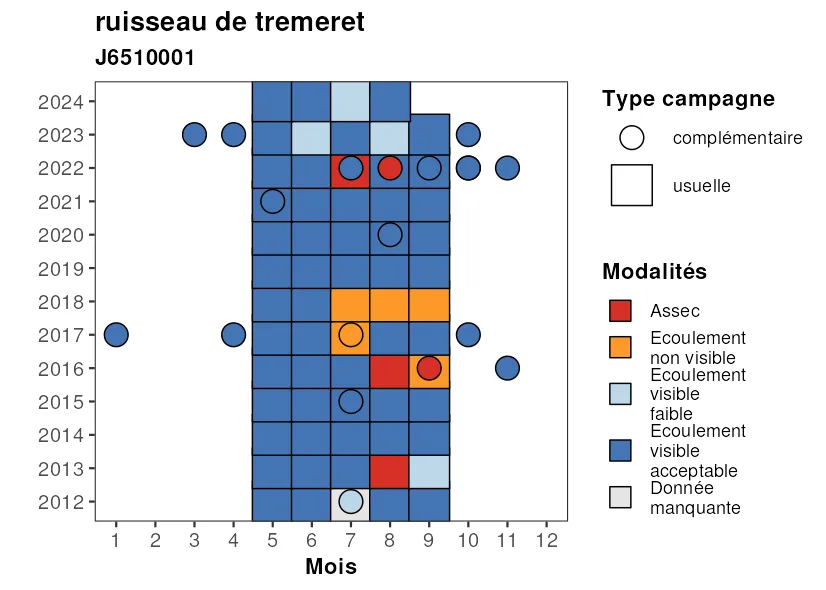 ruisseau de tremeret
J6510001
2024
2023
2022
2021
2020
2019
2018
2017
2016
2015
2014
2013
2012
1 2 3 4 5 6 7 8 9 10 11 12
Mois
Type campagne
complémentaire
usuelle
Modalités
Assec
Ecoulement
non visible
Ecoulement
visible
faible
Ecoulement
visible
acceptable
Donnée
manquante